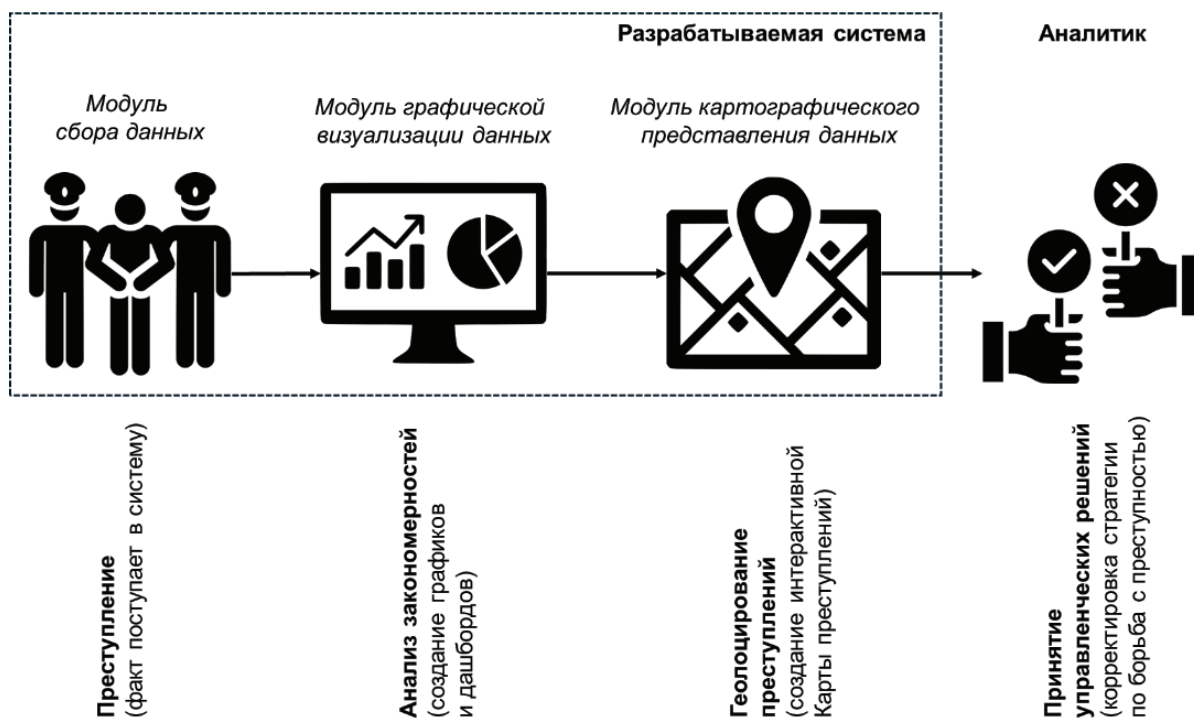 Разрабатываемая система
Аналитик
Модуль
сбора данных
Модуль графической
визуализации данных
Модуль картографического
представления данных
Преступление
(факт поступает в систему)
Анализ закономерностей
(создание графиков
и дашбордов)
Геолоцирование
преступлений
(создание интерактивной
Карты преступлений)
Принятие
управленческих решений
(корректировка стратегии
по борьба с преступностью)